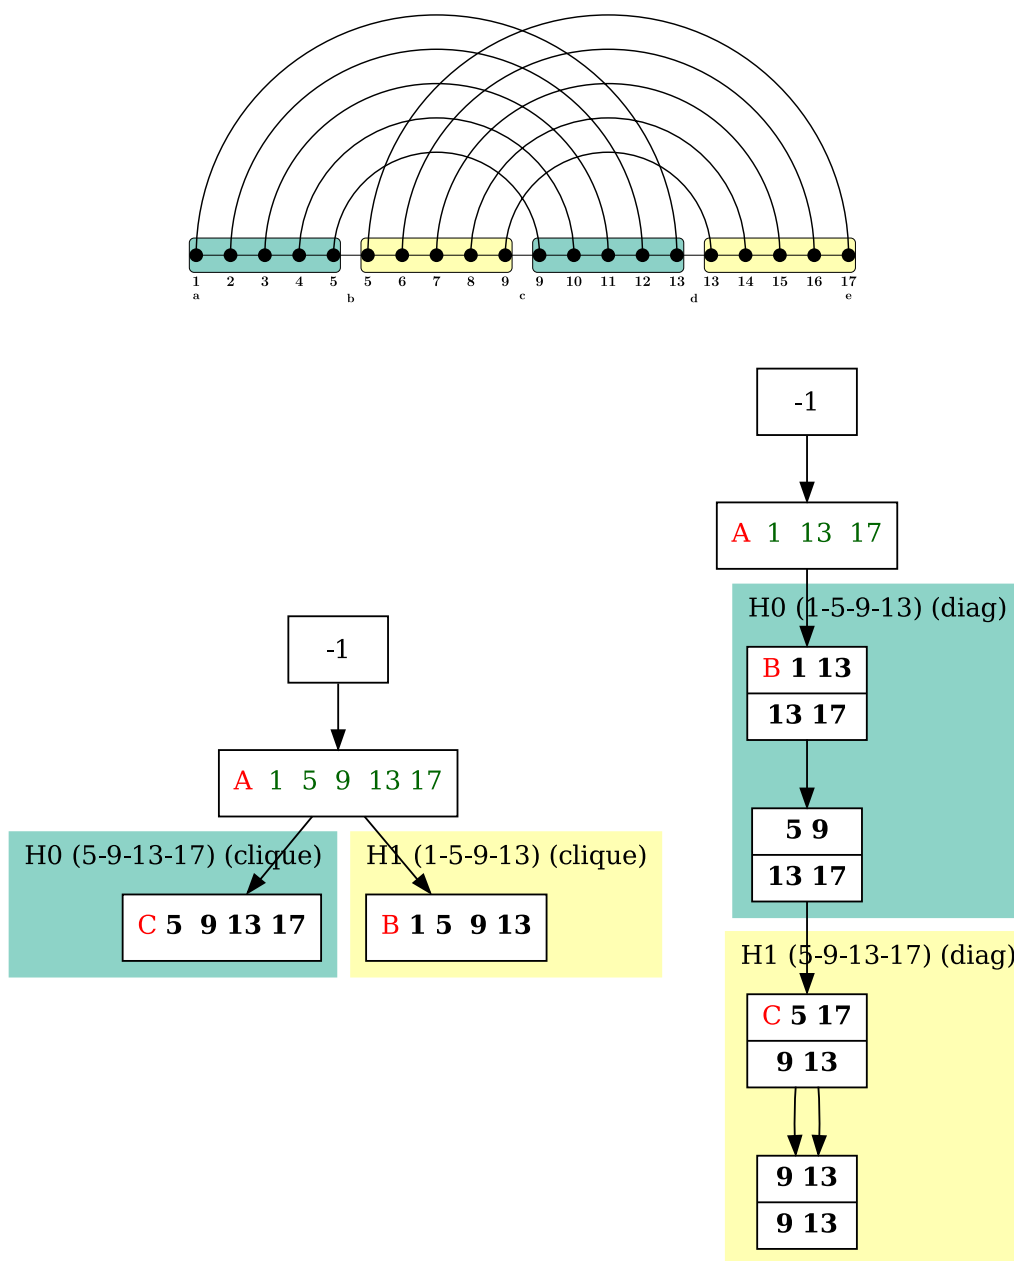 1 2 3 4 5 5 6 7 8 9 9 10 11 12 13 13 14 15 16 17
a b c d e
-1
A 1 13 17
H0 (1-5-9-13) (diag)
B 1 13
13 17
5 9
13 17
H1 (5-9-13-17) (diag)
C 5 17
9 13
9 13
9 13
-1
A 1 5 9 13 17
H0 (5-9-13-17) (clique)
C 5 9 13 17
H1 (1-5-9-13) (clique)
B 1 5 9 13